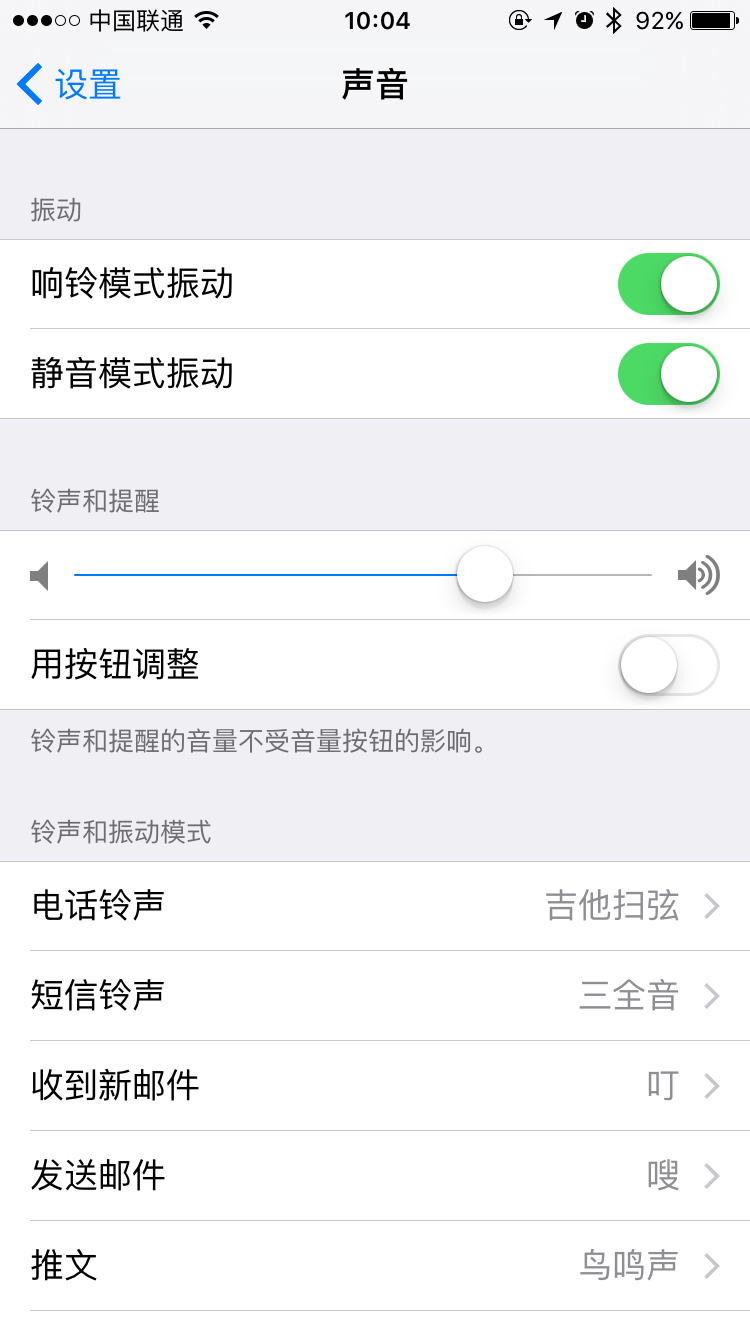 中国联通 10:04 92%
设置 声音
振动
响铃模式振动
静音模式振动
铃声和提醒
用按钮调整
铃声和提醒的音量不受音量按钮的影响。
铃声和振动模式
电话铃声 吉他扫弦
短信铃声 三全音
收到新邮件 叮
发送邮件 嗖
推文 鸟鸣声